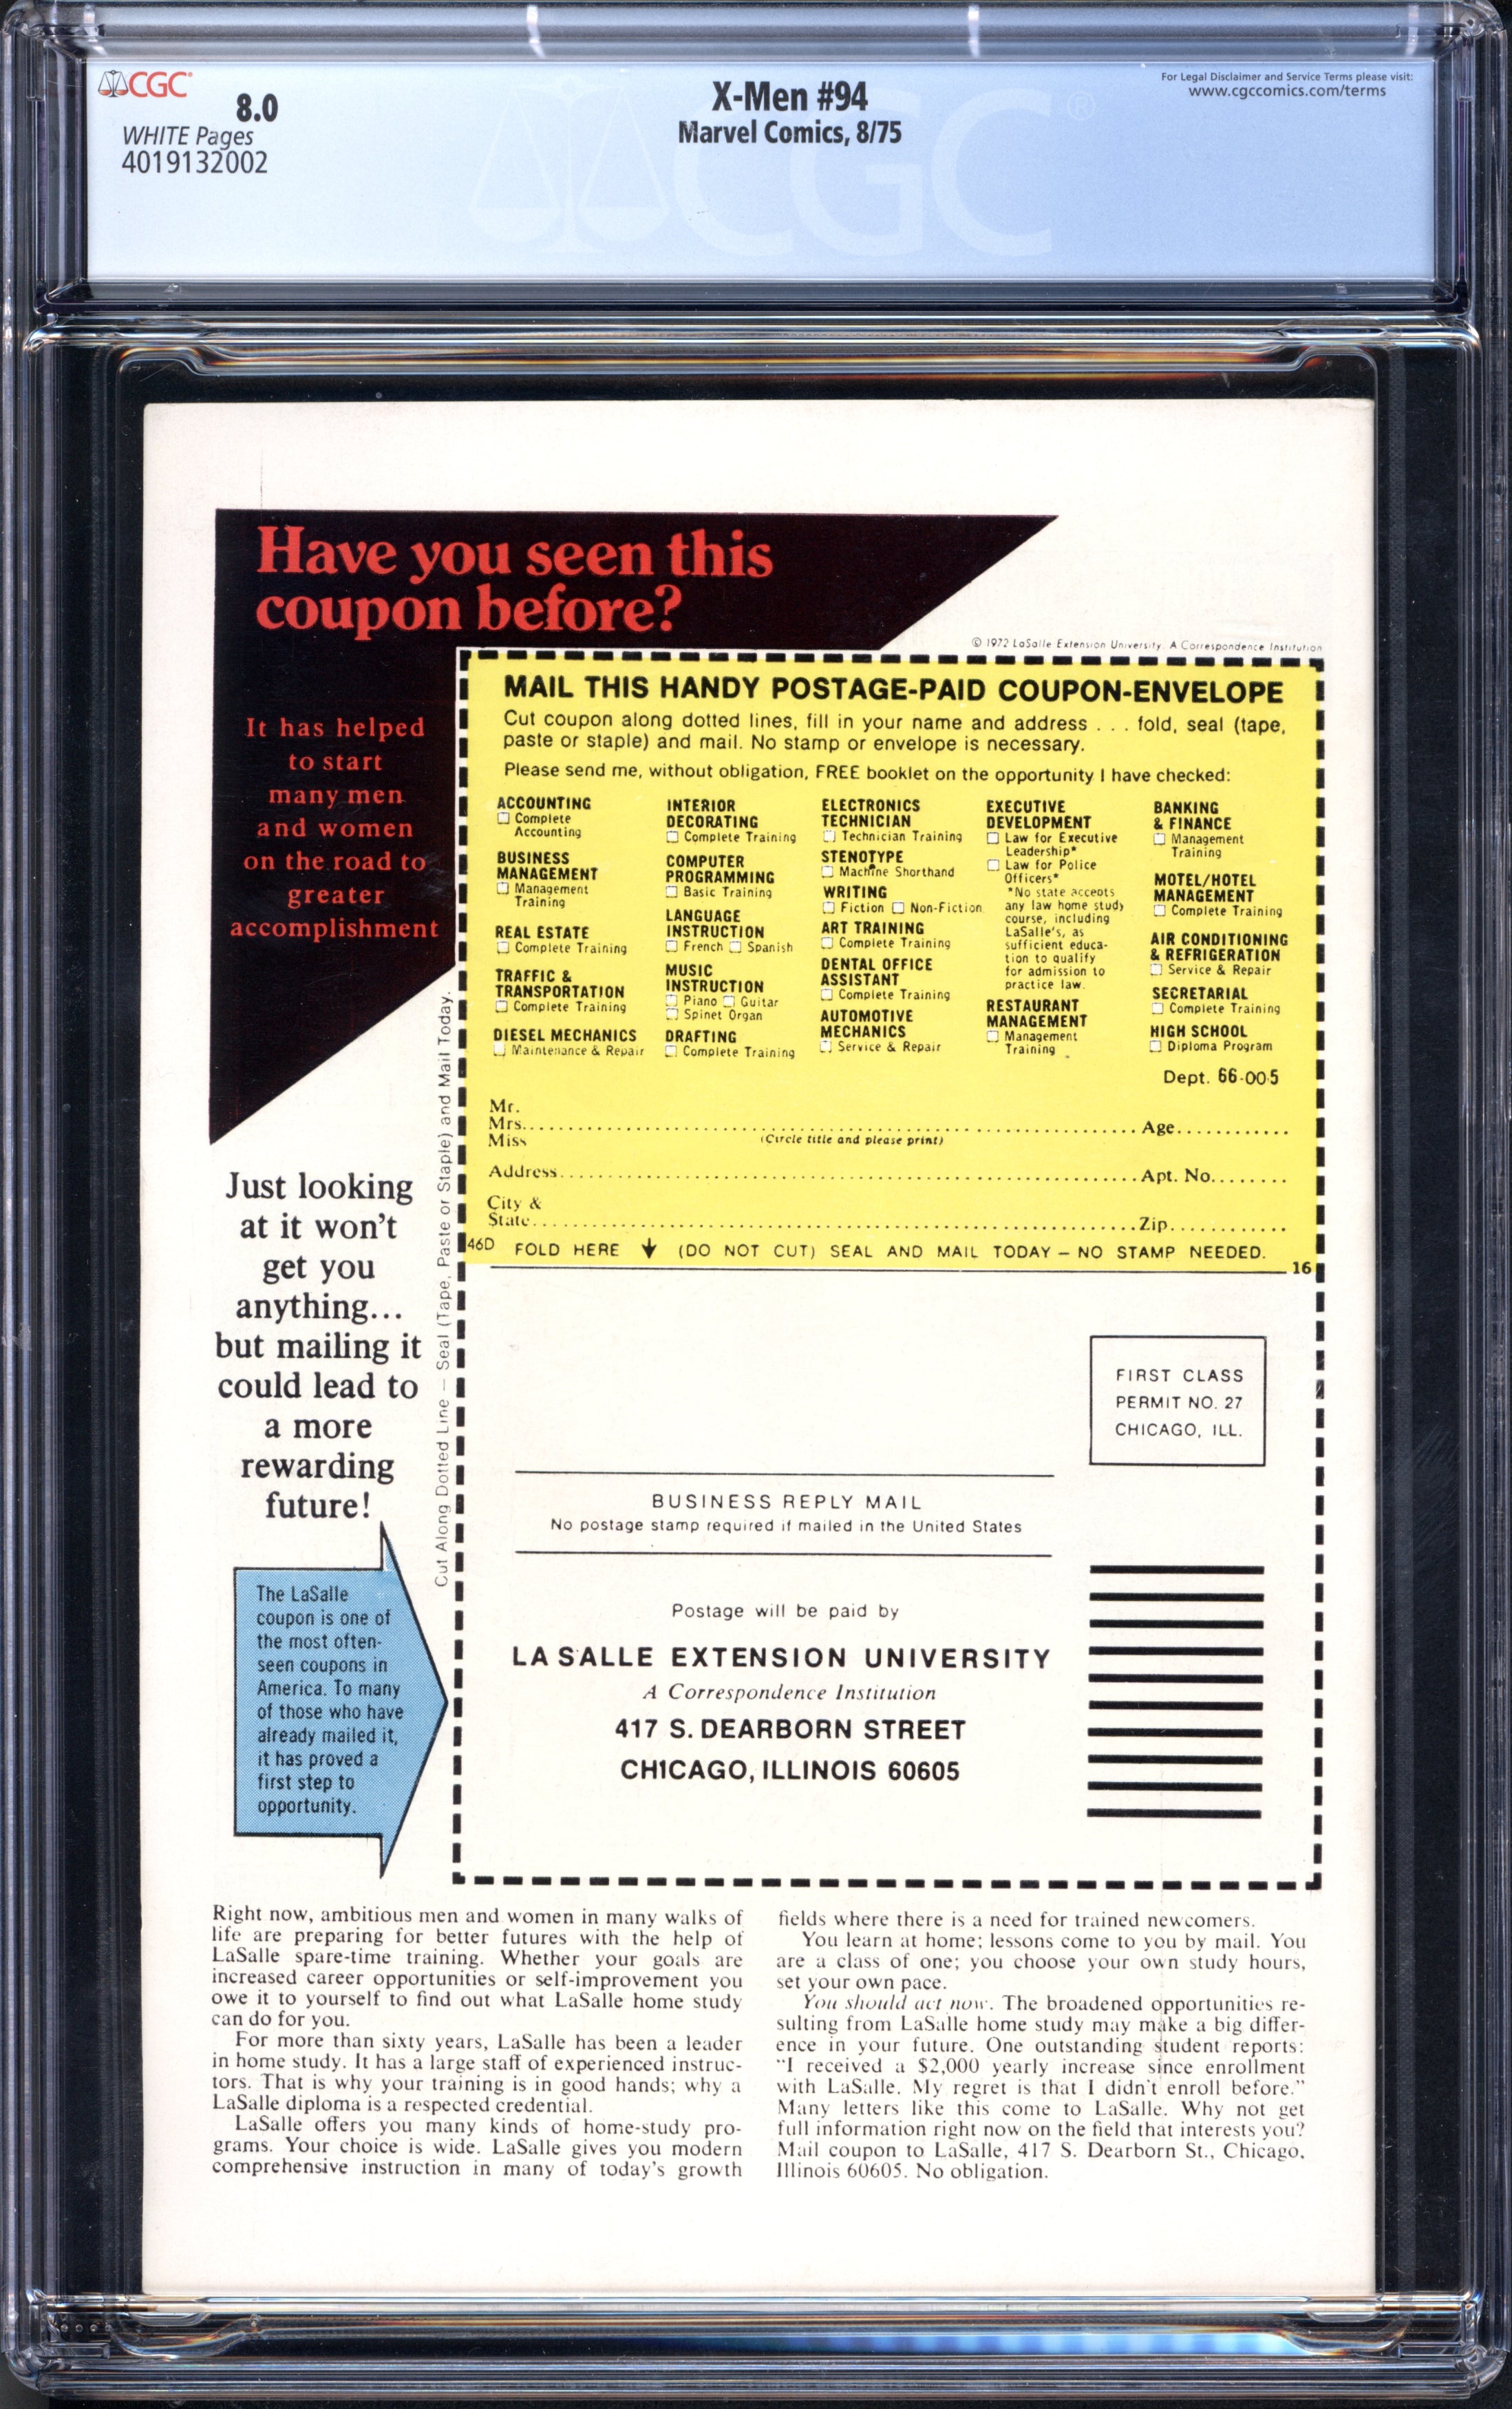 CGC
8.0
WHITE Pages
4019132002
X-Men #94
Marvel Comics, 8/75
For Legal Disclaimer and Service Terms please visit:
www.cgccomics.com/terms
CGC®
Have you seen this
coupon before?
It has helped
to start
many men
and women
on the road to
greater
accomplishment
© 1972 LaSalle Extension University. A Correspondence Institution
MAIL THIS HANDY POSTAGE-PAID COUPON-ENVELOPE
Cut coupon along dotted lines, fill in your name and address . . . fold, seal (tape,
paste or staple) and mail. No stamp or envelope is necessary.
Please send me, without obligation, FREE booklet on the opportunity I have checked:
ACCOUNTING
☐ Complete
Accounting
BUSINESS
MANAGEMENT
☐ Management
Training
REAL ESTATE
☐ Complete Training
TRAFFIC &
TRANSPORTATION
☐ Complete Training
DIESEL MECHANICS
☐ Maintenance & Repair
INTERIOR
DECORATING
☐ Complete Training
COMPUTER
PROGRAMMING
☐ Basic Training
LANGUAGE
INSTRUCTION
☐ French ☐ Spanish
MUSIC
INSTRUCTION
☐ Piano ☐ Guitar
☐ Spinet Organ
DRAFTING
☐ Complete Training
ELECTRONICS
TECHNICIAN
☐ Technician Training
STENOTYPE
☐ Machine Shorthand
WRITING
☐ Fiction ☐ Non-Fiction
ART TRAINING
☐ Complete Training
DENTAL OFFICE
ASSISTANT
☐ Complete Training
AUTOMOTIVE
MECHANICS
☐ Service & Repair
EXECUTIVE
DEVELOPMENT
☐ Law for Executive
Leadership*
☐ Law for Police
Officers*
*No state accepts
any law home study
course, including
LaSalle's, as
sufficient educa-
tion to qualify
for admission to
practice law.
RESTAURANT
MANAGEMENT
☐ Management
Training
BANKING
& FINANCE
☐ Management
Training
MOTEL/HOTEL
MANAGEMENT
☐ Complete Training
AIR CONDITIONING
& REFRIGERATION
☐ Service & Repair
SECRETARIAL
☐ Complete Training
HIGH SCHOOL
☐ Diploma Program
Dept. 66-005
Mr.
Mrs. Age
Miss (Circle title and please print)
Address Apt. No.
City &
State Zip
46D FOLD HERE ↓ (DO NOT CUT) SEAL AND MAIL TODAY – NO STAMP NEEDED.
16
Cut Along Dotted Line – Seal (Tape, Paste or Staple) and Mail Today.
Just looking
at it won't
get you
anything...
but mailing it
could lead to
a more
rewarding
future!
The LaSalle
coupon is one of
the most often-
seen coupons in
America. To many
of those who have
already mailed it,
it has proved a
first step to
opportunity.
FIRST CLASS
PERMIT NO. 27
CHICAGO, ILL.
BUSINESS REPLY MAIL
No postage stamp required if mailed in the United States
Postage will be paid by
LA SALLE EXTENSION UNIVERSITY
A Correspondence Institution
417 S. DEARBORN STREET
CHICAGO, ILLINOIS 60605
Right now, ambitious men and women in many walks of
life are preparing for better futures with the help of
LaSalle spare-time training. Whether your goals are
increased career opportunities or self-improvement you
owe it to yourself to find out what LaSalle home study
can do for you.
For more than sixty years, LaSalle has been a leader
in home study. It has a large staff of experienced instruc-
tors. That is why your training is in good hands; why a
LaSalle diploma is a respected credential.
LaSalle offers you many kinds of home-study pro-
grams. Your choice is wide. LaSalle gives you modern
comprehensive instruction in many of today's growth
fields where there is a need for trained newcomers.
You learn at home; lessons come to you by mail. You
are a class of one; you choose your own study hours,
set your own pace.
You should act now. The broadened opportunities re-
sulting from LaSalle home study may make a big differ-
ence in your future. One outstanding student reports:
"I received a $2,000 yearly increase since enrollment
with LaSalle. My regret is that I didn't enroll before."
Many letters like this come to LaSalle. Why not get
full information right now on the field that interests you?
Mail coupon to LaSalle, 417 S. Dearborn St., Chicago,
Illinois 60605. No obligation.